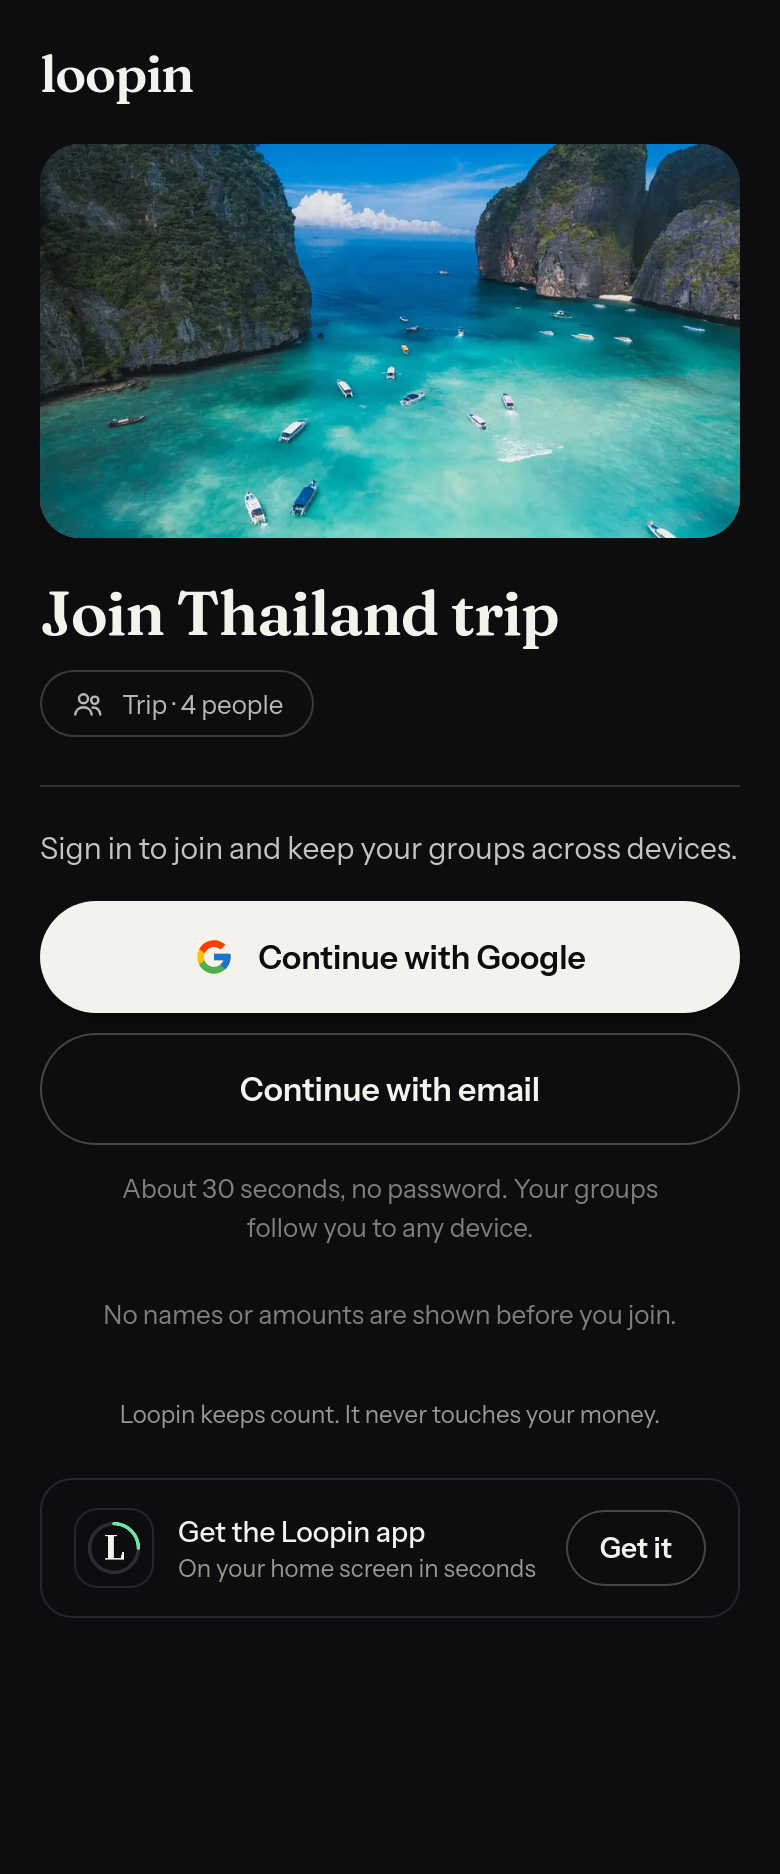 loopin
Join Thailand trip
Trip · 4 people
Sign in to join and keep your groups across devices.
Continue with Google
Continue with email
About 30 seconds, no password. Your groups
follow you to any device.
No names or amounts are shown before you join.
Loopin keeps count. It never touches your money.
L
Get the Loopin app
On your home screen in seconds
Get it